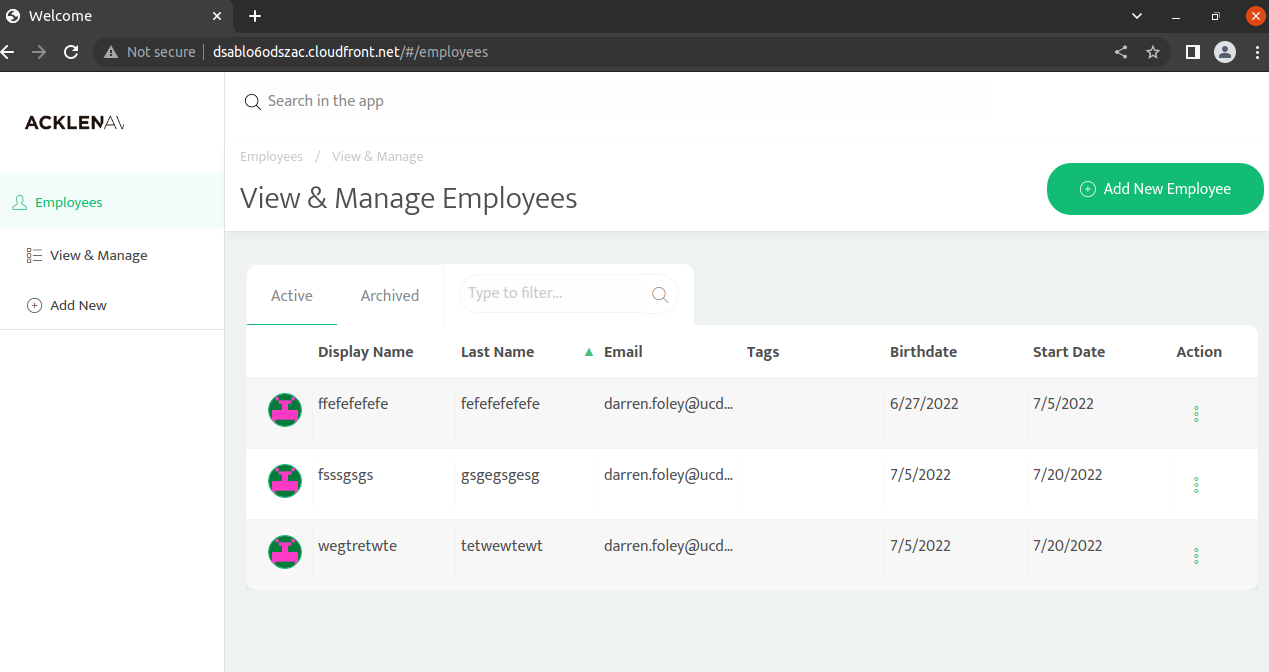 Welcome
Not secure dsablo6odszac.cloudfront.net/#/employees
Search in the app
ACKLENAV
Employees / View & Manage
View & Manage Employees
Add New Employee
Employees
View & Manage
Add New
Active Archived Type to filter...
Display Name Last Name Email Tags Birthdate Start Date Action
ffefefefefe fefefefefefe darren.foley@ucd... 6/27/2022 7/5/2022
fsssgsgs gsgegsgesg darren.foley@ucd... 7/5/2022 7/20/2022
wegtretwte tetwewtewt darren.foley@ucd... 7/5/2022 7/20/2022